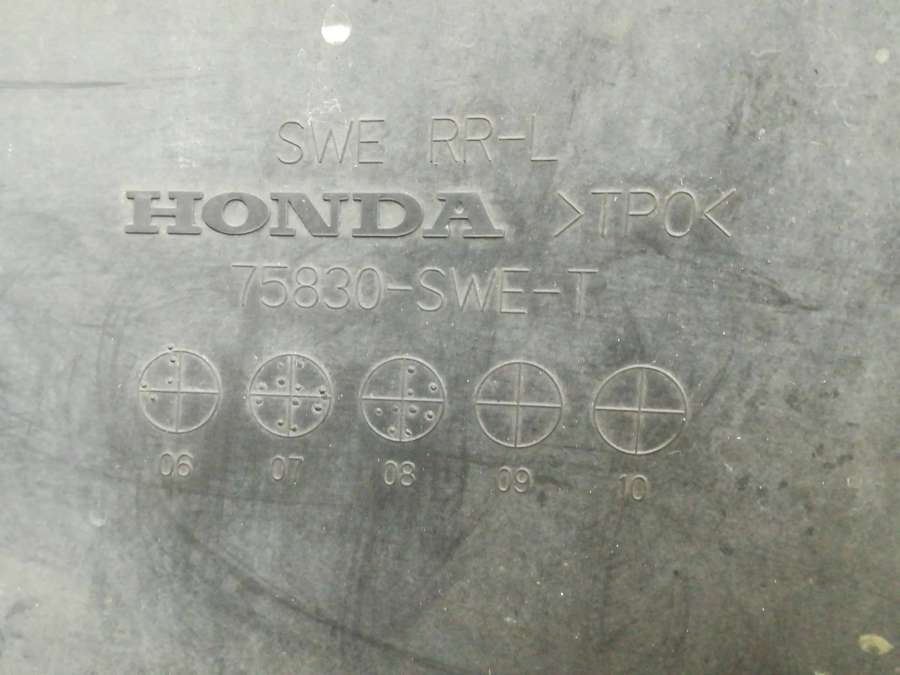 SWE RR-L
HONDA >TPO<
75830-SWE-T
06 07 08 09 10